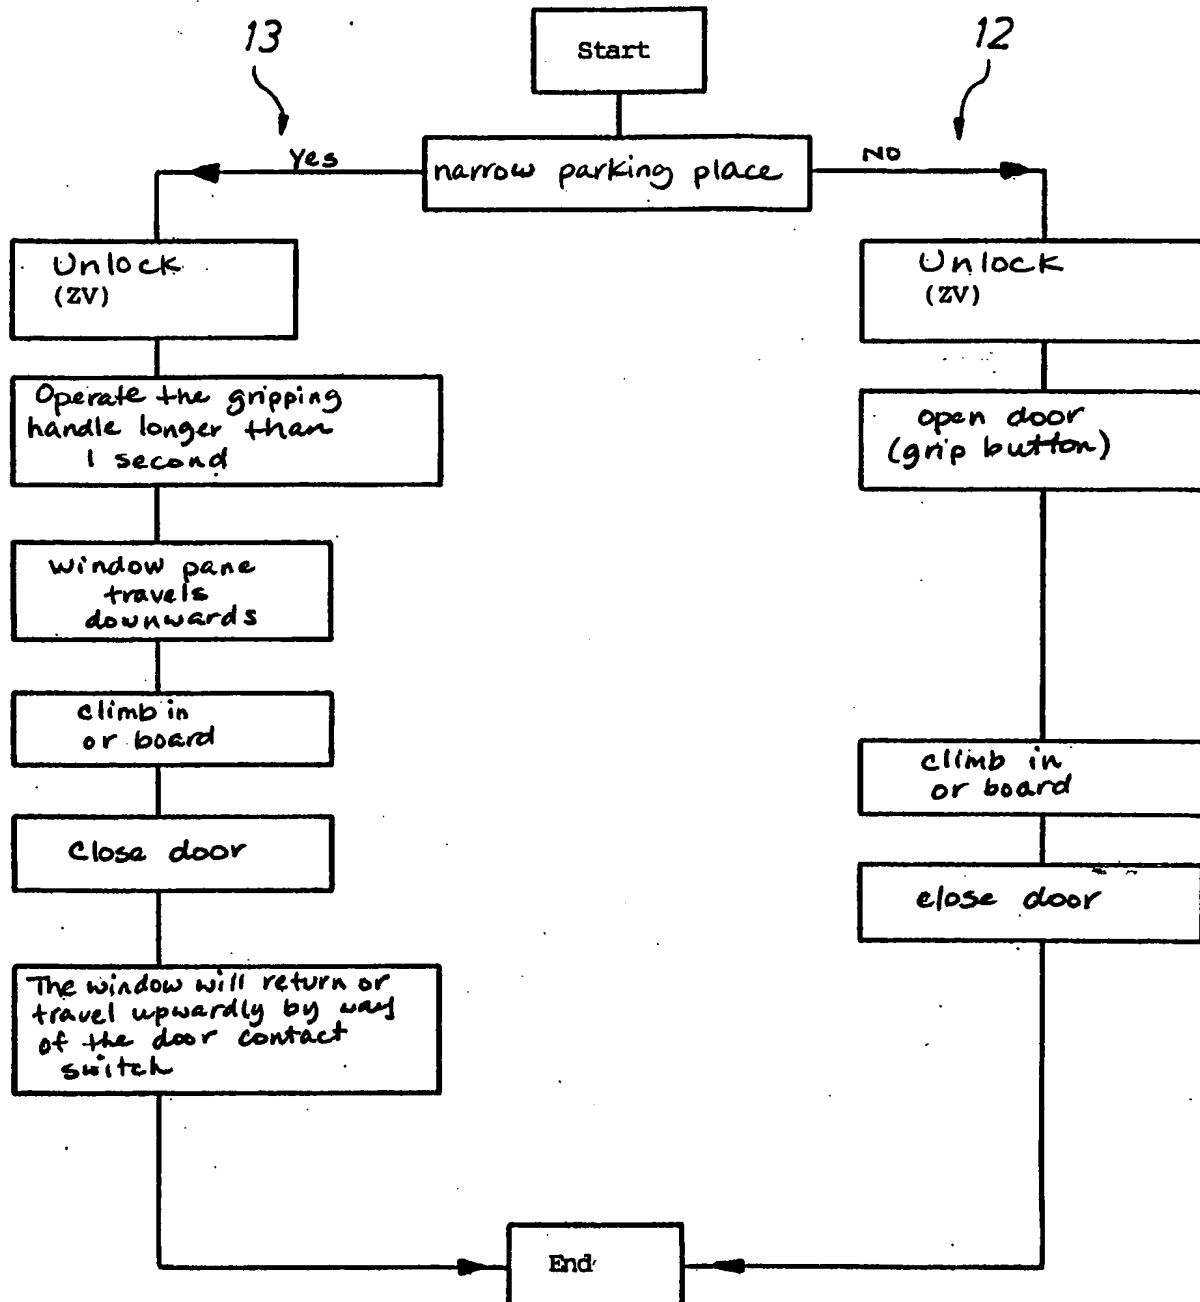 13
12
Start
narrow parking place
Yes
No
Unlock
(ZV)
Operate the gripping
handle longer than
1 second
window pane
travels
downwards
climb in
or board
close door
The window will return or
travel upwardly by way
of the door contact
switch
Unlock
(ZV)
open door
(grip button)
climb in
or board
close door
End